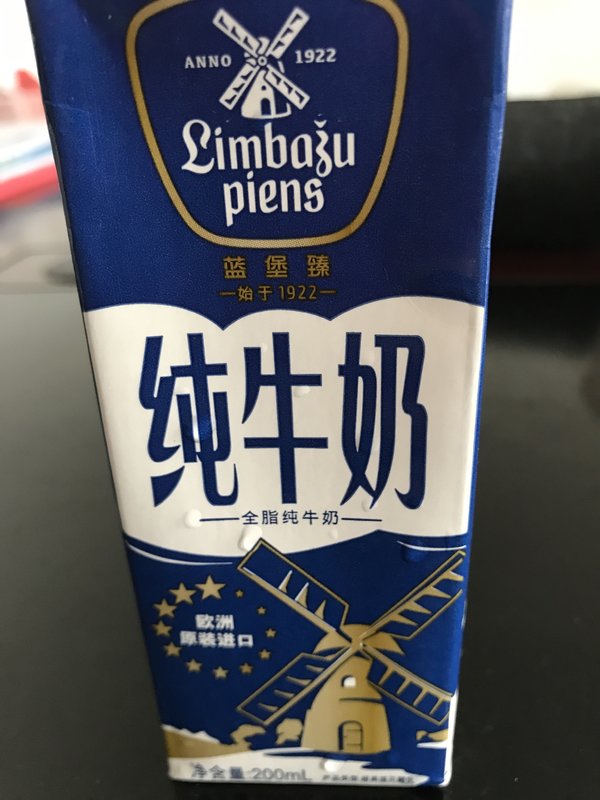 ANNO 1922
Limbažu
piens
蓝堡臻
始于1922
纯牛奶
全脂纯牛奶
欧洲
原装进口
净含量:200mL